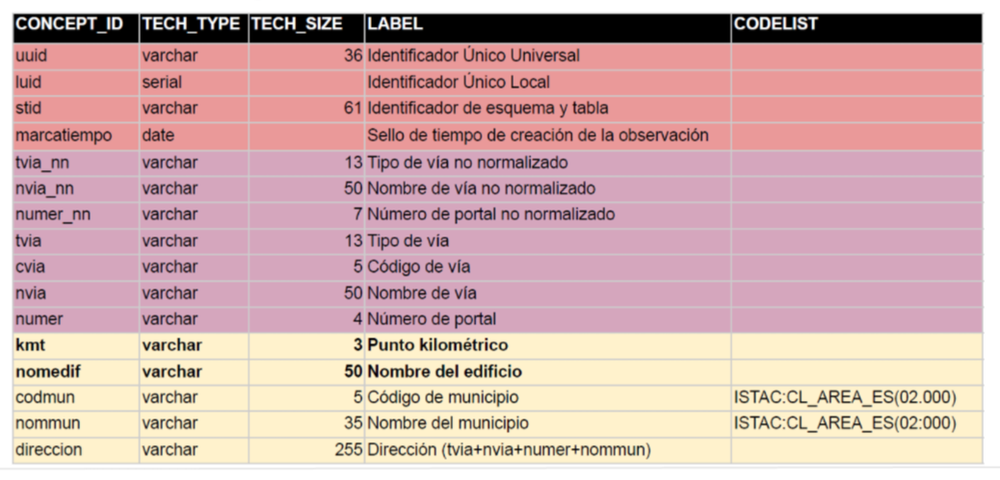 CONCEPT_ID TECH_TYPE TECH_SIZE LABEL CODELIST
uuid varchar 36 Identificador Único Universal
luid serial Identificador Único Local
stid varchar 61 Identificador de esquema y tabla
marcatiempo date Sello de tiempo de creación de la observación
tvia_nn varchar 13 Tipo de vía no normalizado
nvia_nn varchar 50 Nombre de vía no normalizado
numer_nn varchar 7 Número de portal no normalizado
tvia varchar 13 Tipo de vía
cvia varchar 5 Código de vía
nvia varchar 50 Nombre de vía
numer varchar 4 Número de portal
kmt varchar 3 Punto kilométrico
nomedif varchar 50 Nombre del edificio
codmun varchar 5 Código de municipio ISTAC:CL_AREA_ES(02.000)
nommun varchar 35 Nombre del municipio ISTAC:CL_AREA_ES(02:000)
direccion varchar 255 Dirección (tvia+nvia+numer+nommun)